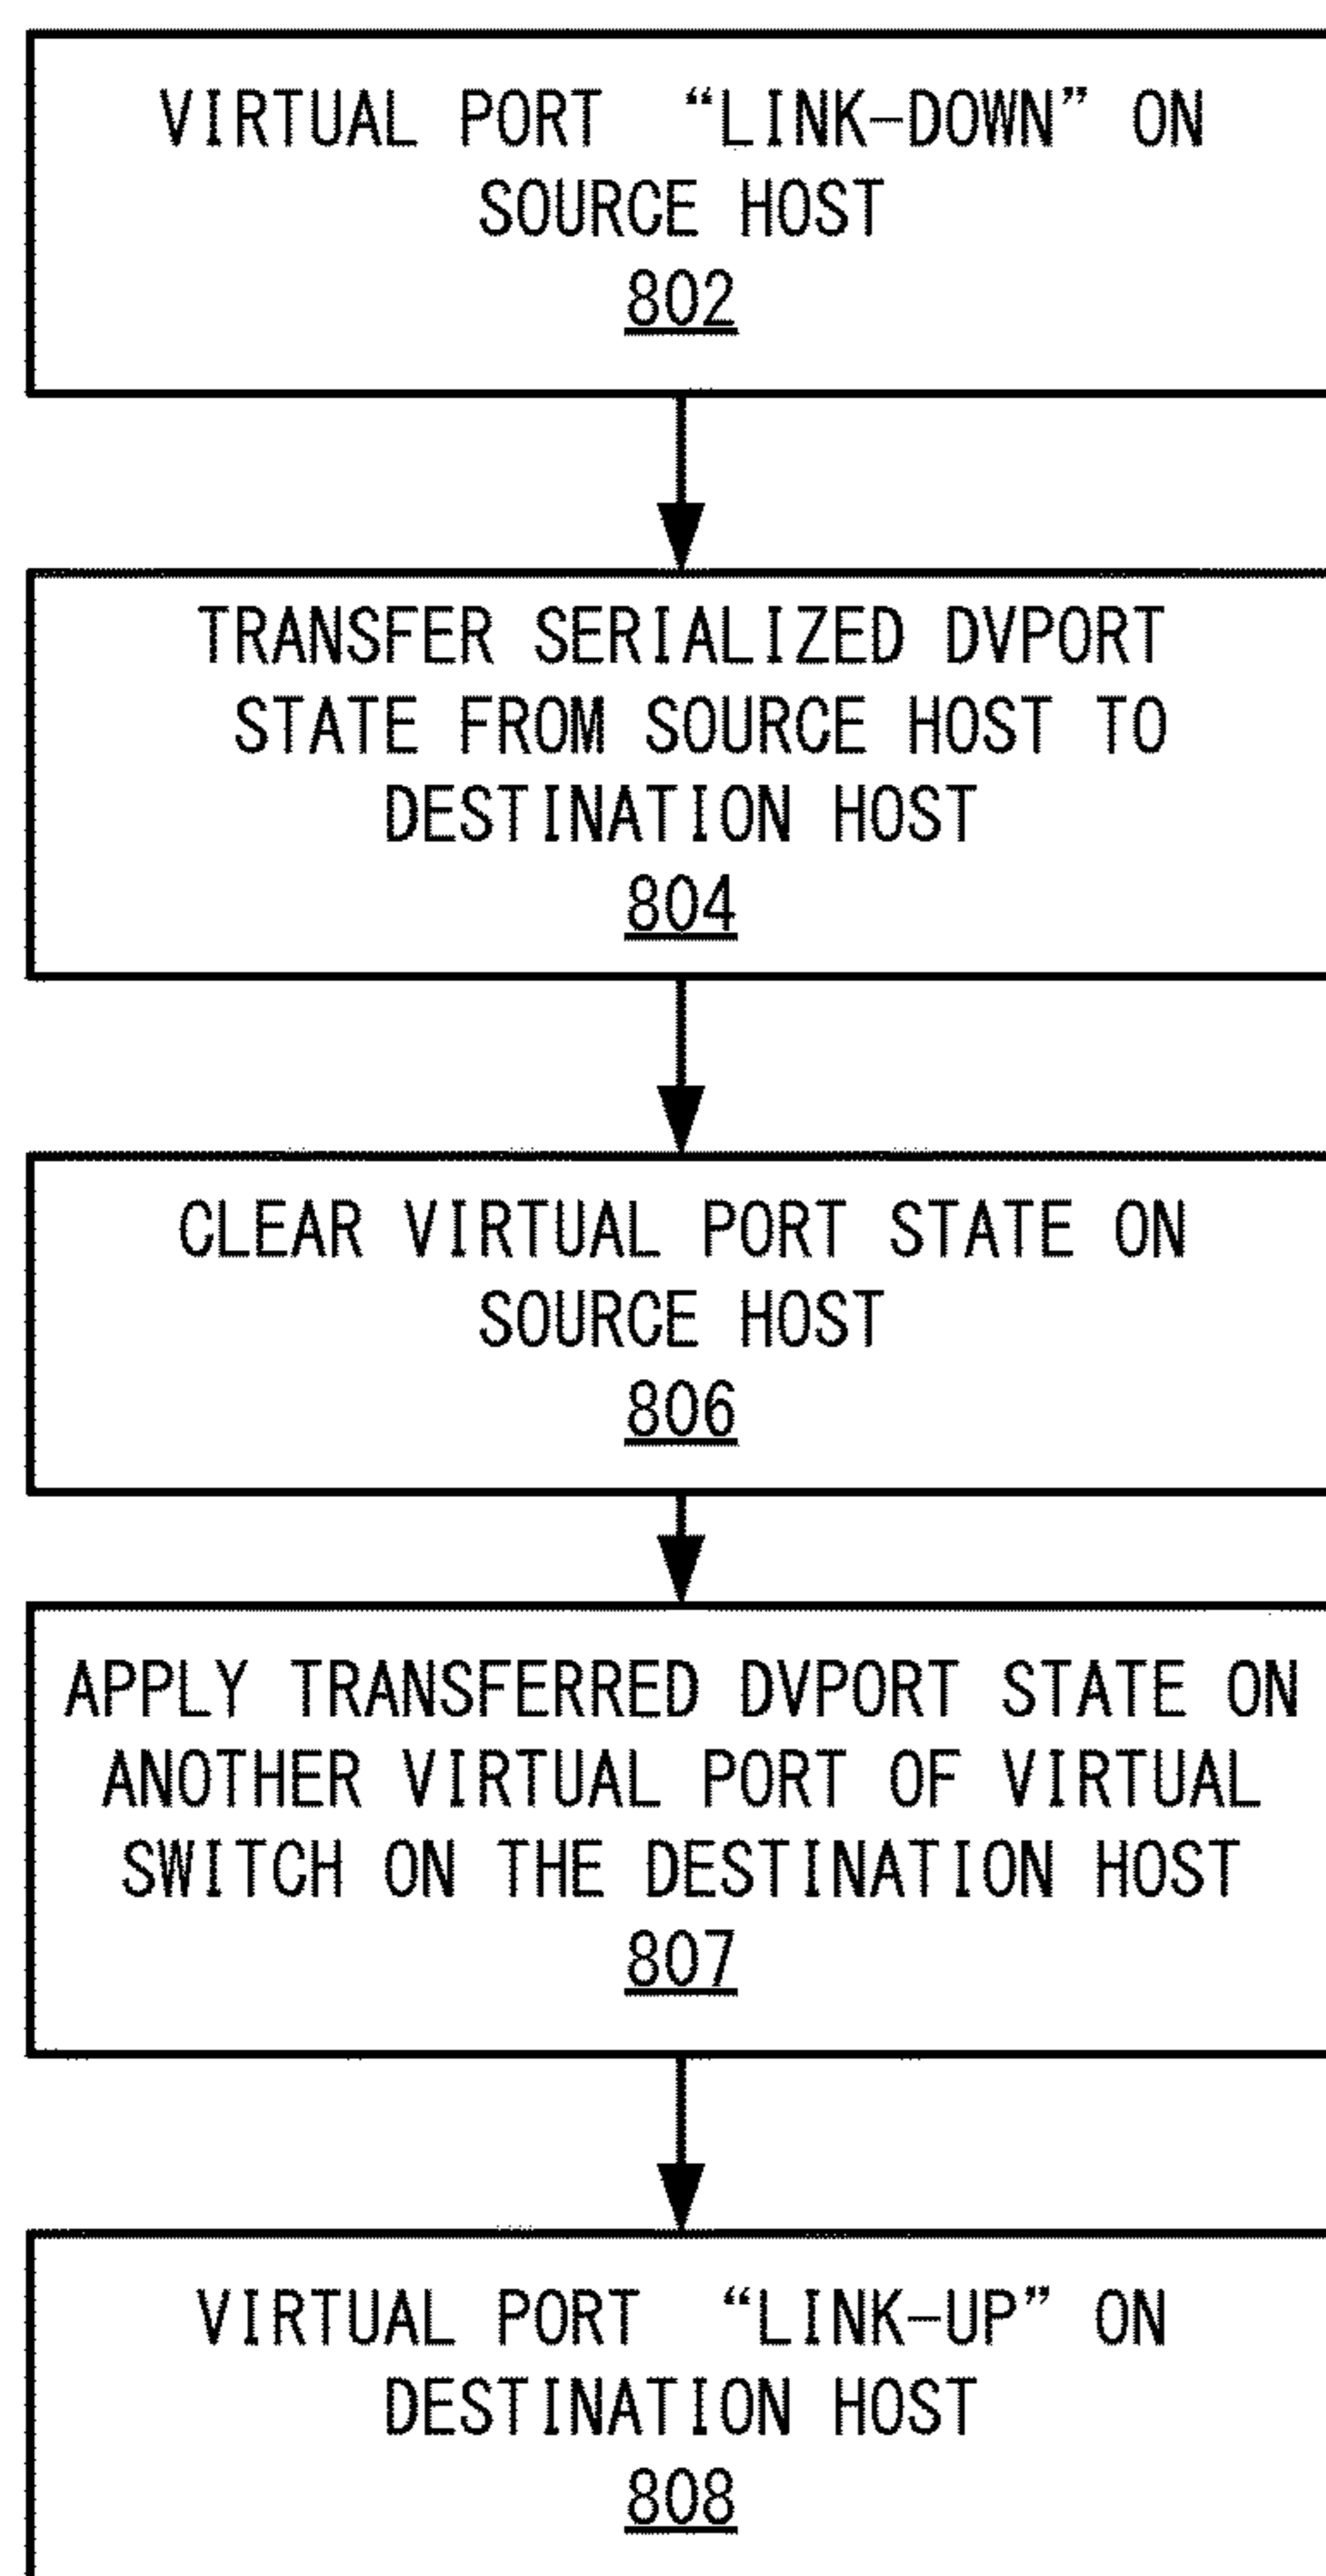 VIRTUAL PORT “LINK-DOWN” ON
SOURCE HOST
802
TRANSFER SERIALIZED DVPORT
STATE FROM SOURCE HOST TO
DESTINATION HOST
804
CLEAR VIRTUAL PORT STATE ON
SOURCE HOST
806
APPLY TRANSFERRED DVPORT STATE ON
ANOTHER VIRTUAL PORT OF VIRTUAL
SWITCH ON THE DESTINATION HOST
807
VIRTUAL PORT “LINK-UP” ON
DESTINATION HOST
808